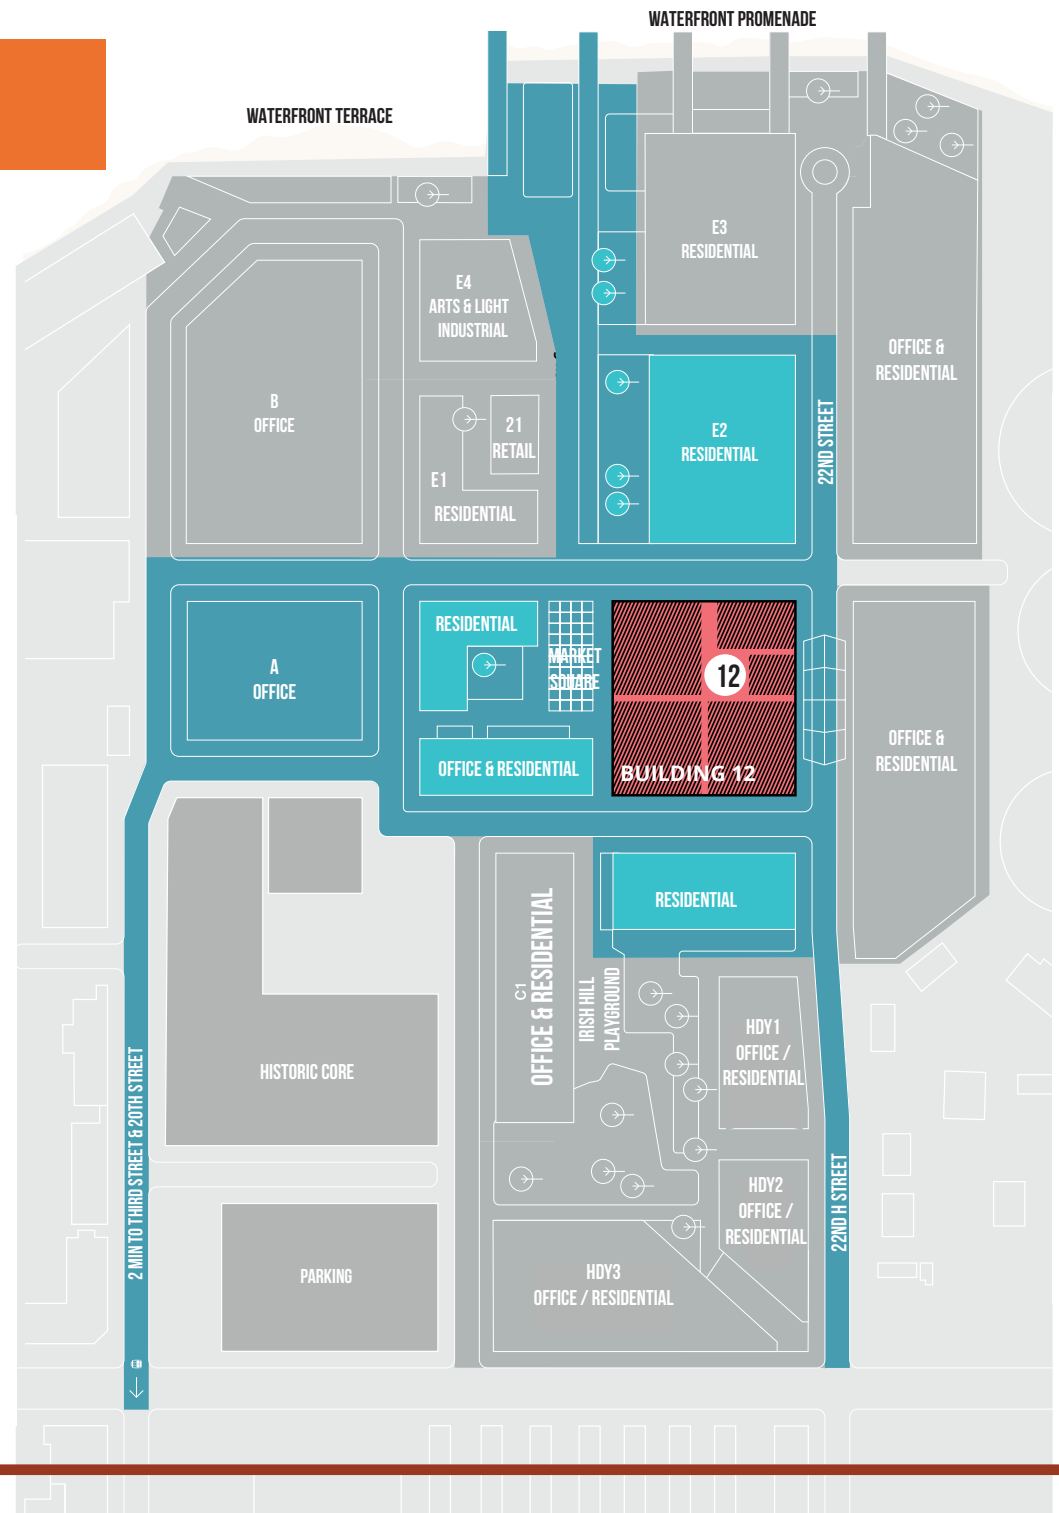 WATERFRONT PROMENADE
WATERFRONT TERRACE
E3
RESIDENTIAL
E4
ARTS & LIGHT
INDUSTRIAL
OFFICE &
RESIDENTIAL
B
OFFICE
21
RETAIL
E1
RESIDENTIAL
E2
RESIDENTIAL
22ND STREET
RESIDENTIAL
MARKET
SQUARE
A
OFFICE
12
BUILDING 12
OFFICE & RESIDENTIAL
OFFICE &
RESIDENTIAL
RESIDENTIAL
C1
OFFICE & RESIDENTIAL
IRISH HILL
PLAYGROUND
HDY1
OFFICE /
RESIDENTIAL
HISTORIC CORE
2 MIN TO THIRD STREET & 20TH STREET
HDY2
OFFICE /
RESIDENTIAL
22ND H STREET
PARKING
HDY3
OFFICE / RESIDENTIAL